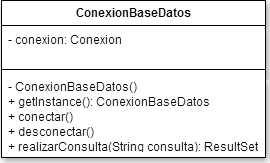 ConexionBaseDatos
- conexion: Conexion
- ConexionBaseDatos()
+ getInstance(): ConexionBaseDatos
+ conectar()
+ desconectar()
+ realizarConsulta(String consulta): ResultSet